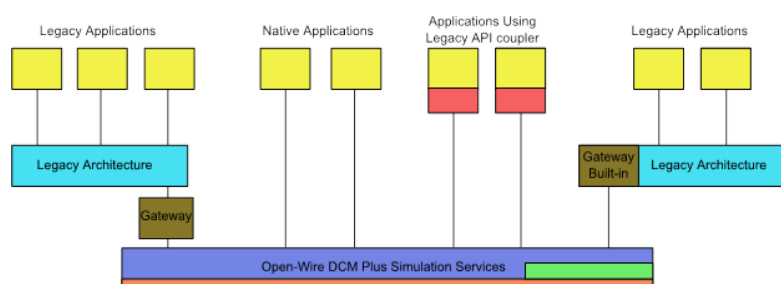 Legacy Applications
Native Applications
Applications Using
Legacy API coupler
Legacy Applications
Legacy Architecture
Gateway
Built-in
Legacy Architecture
Gateway
Open-Wire DCM Plus Simulation Services